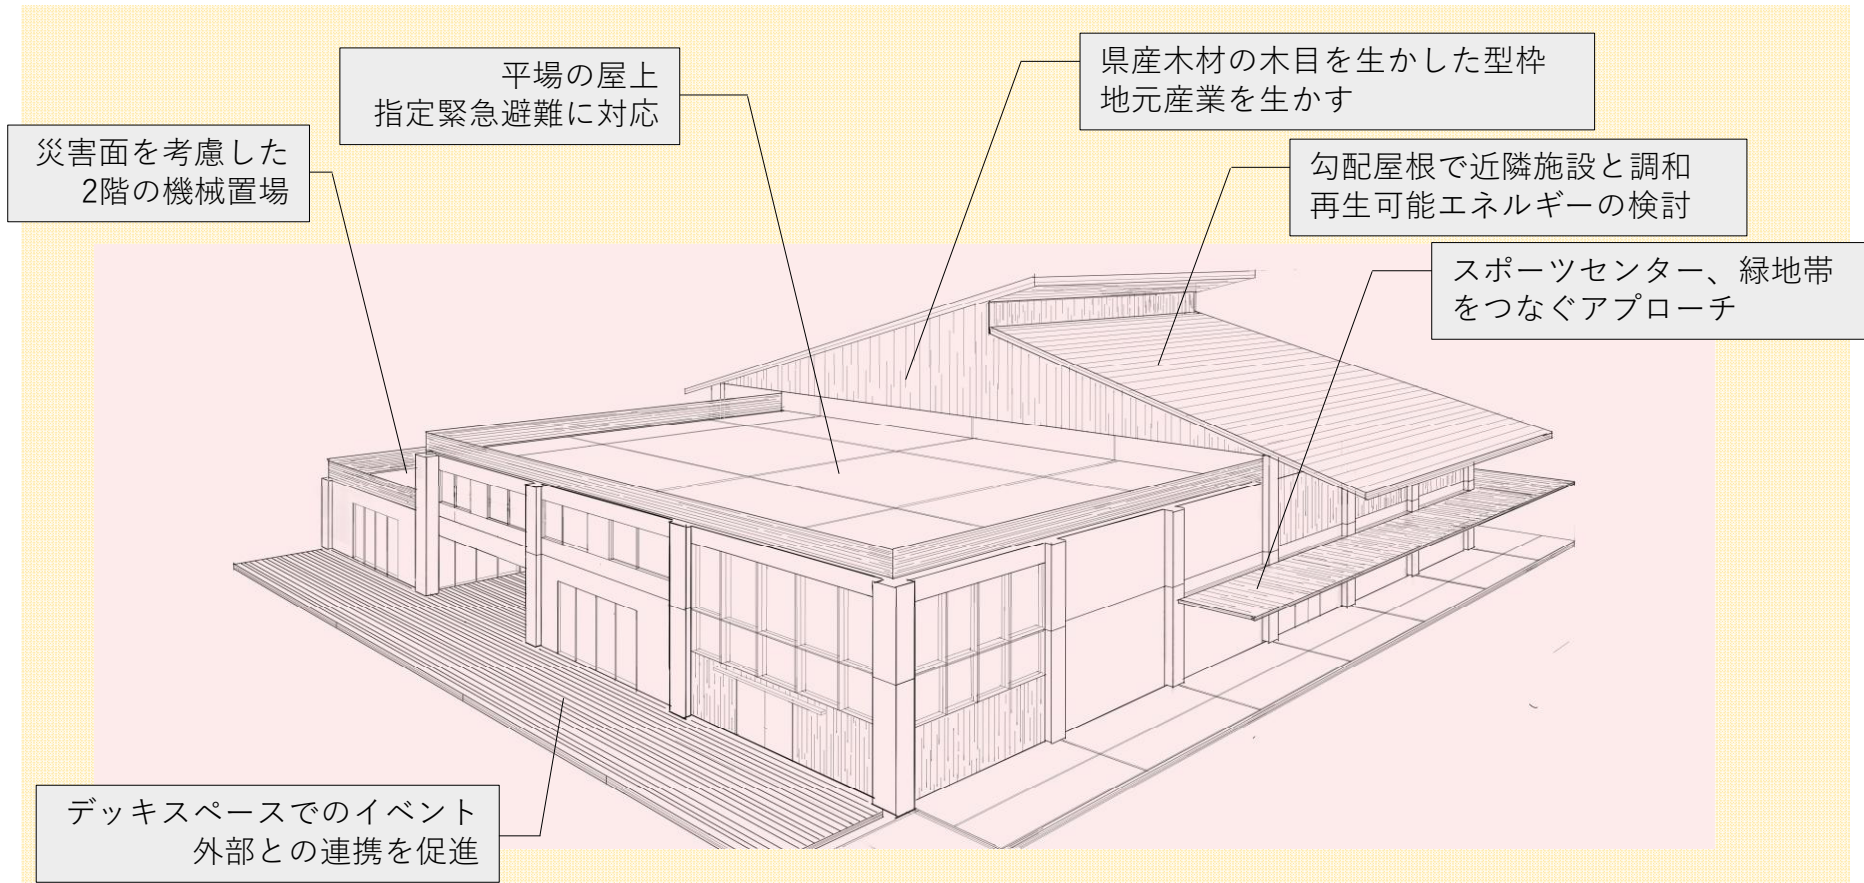 平場の屋上
指定緊急避難に対応
県産木材の木目を生かした型枠
地元産業を生かす
災害面を考慮した
2階の機械置場
勾配屋根で近隣施設と調和
再生可能エネルギーの検討
スポーツセンター、緑地帯
をつなぐアプローチ
デッキスペースでのイベント
外部との連携を促進